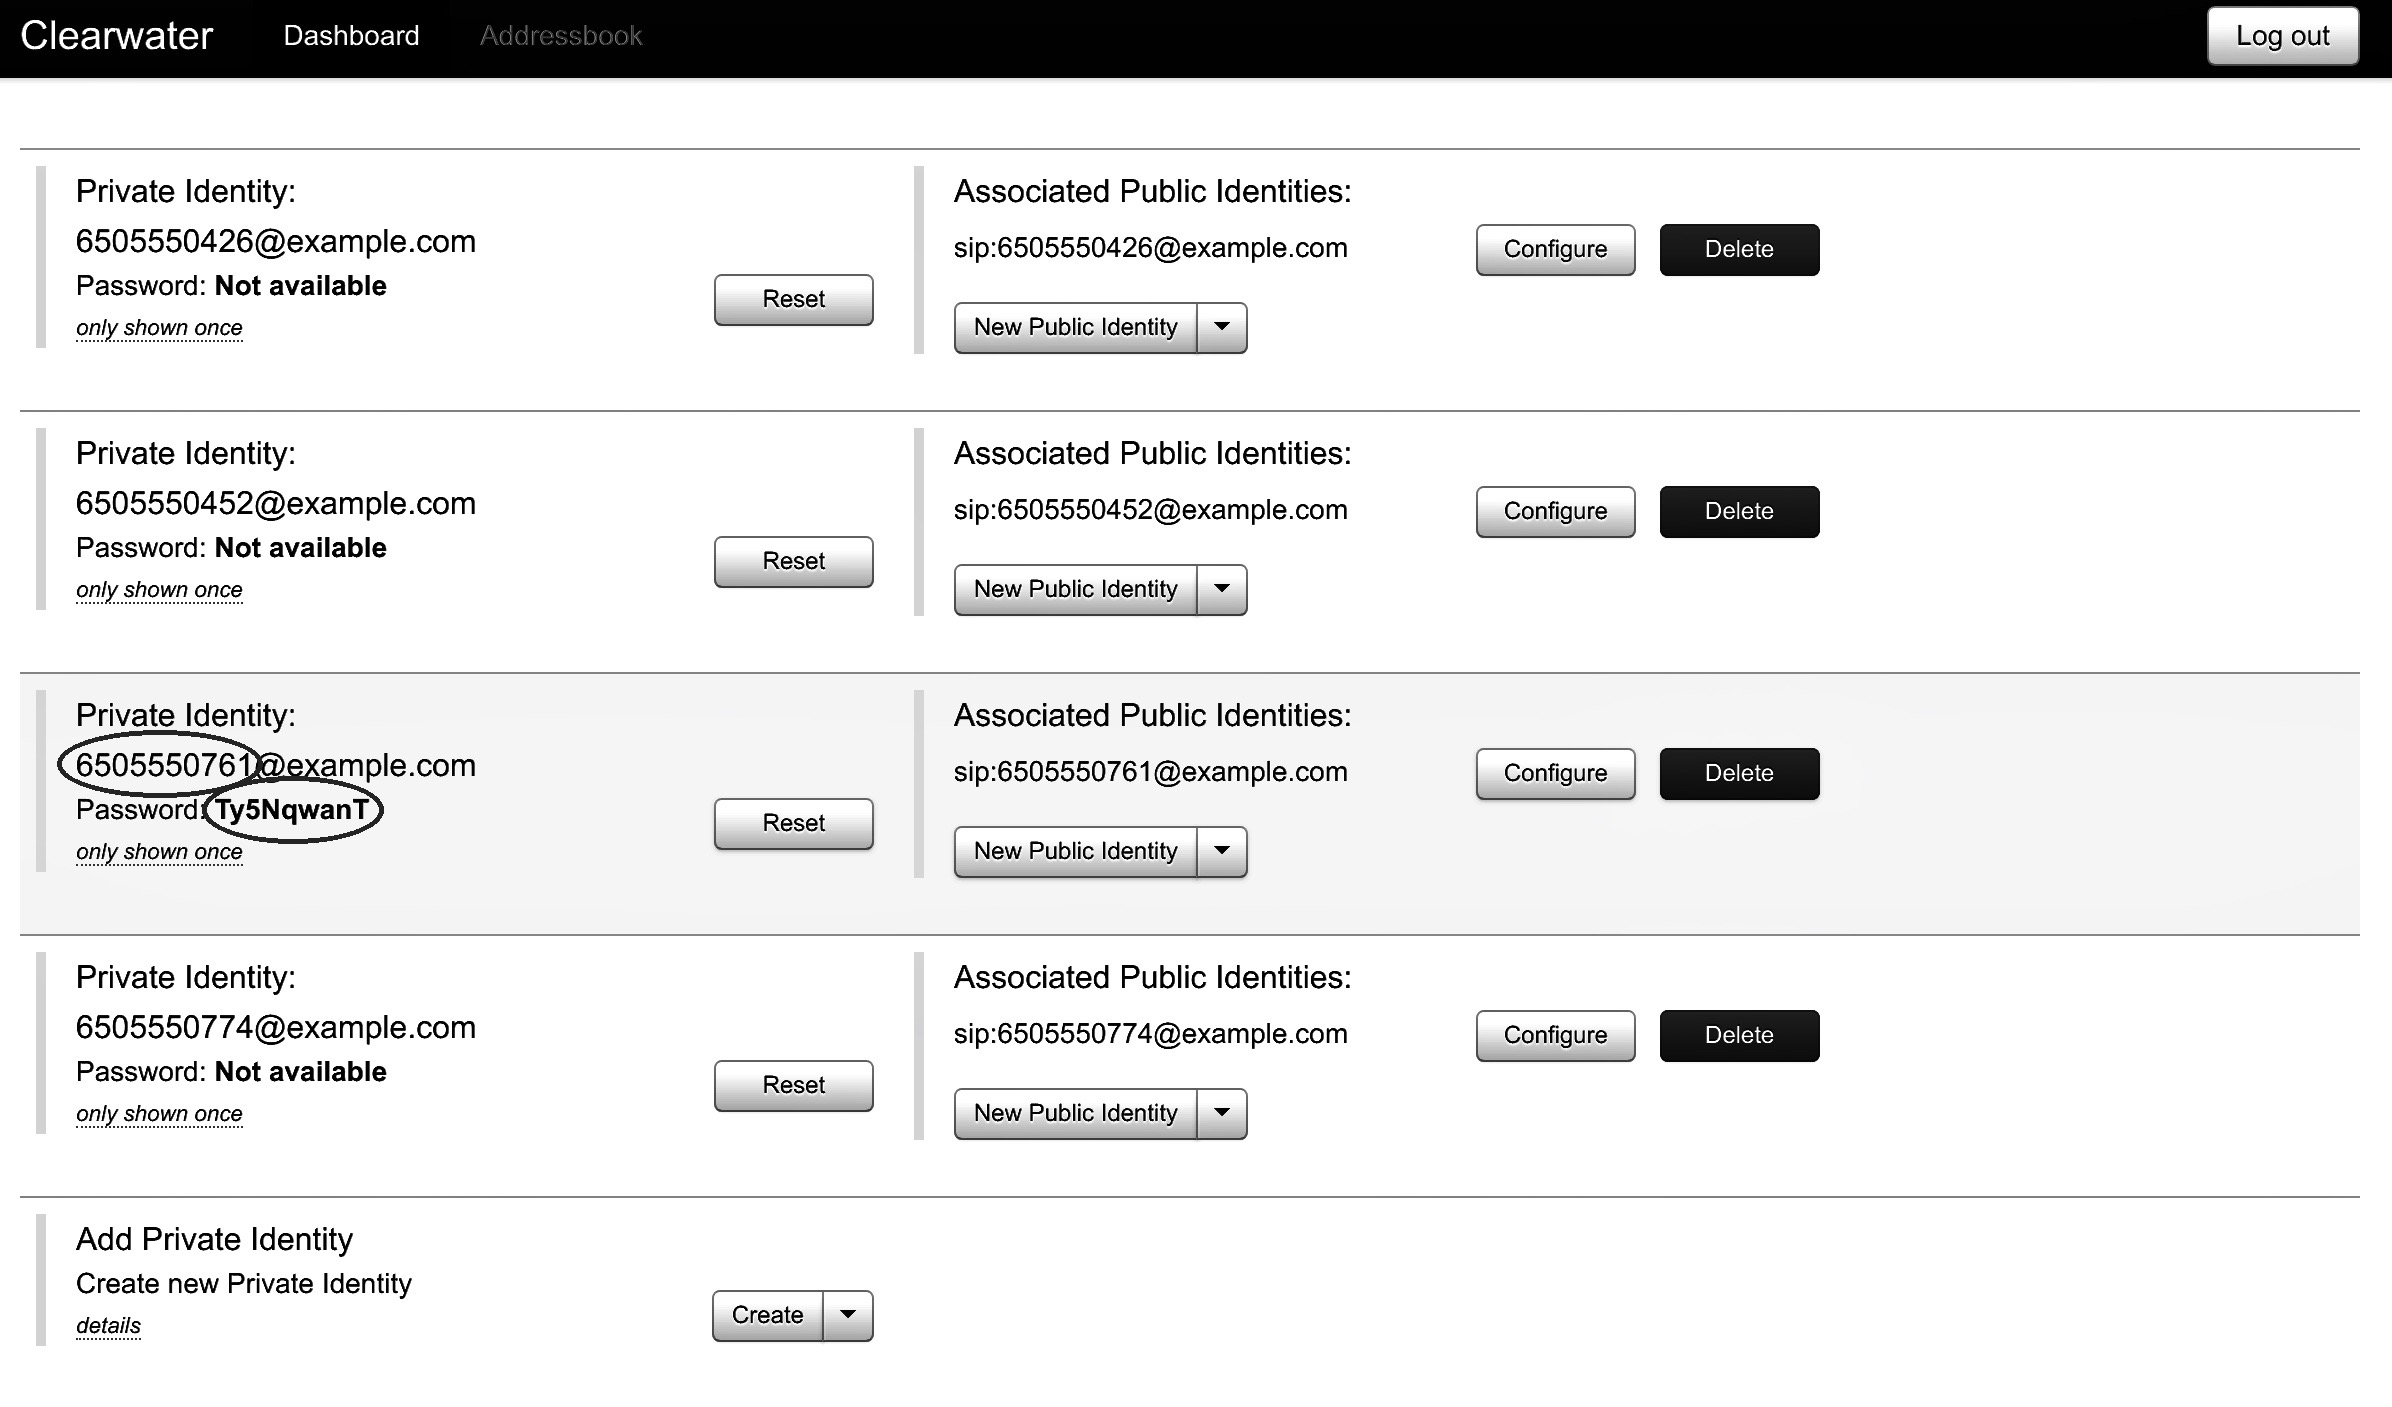 Clearwater Dashboard Addressbook Log out
Private Identity:
6505550426@example.com
Password: Not available
only shown once
Reset
Associated Public Identities:
sip:6505550426@example.com
Configure Delete
New Public Identity
Private Identity:
6505550452@example.com
Password: Not available
only shown once
Reset
Associated Public Identities:
sip:6505550452@example.com
Configure Delete
New Public Identity
Private Identity:
6505550761@example.com
Password: Ty5NqwanT
only shown once
Reset
Associated Public Identities:
sip:6505550761@example.com
Configure Delete
New Public Identity
Private Identity:
6505550774@example.com
Password: Not available
only shown once
Reset
Associated Public Identities:
sip:6505550774@example.com
Configure Delete
New Public Identity
Add Private Identity
Create new Private Identity
details
Create